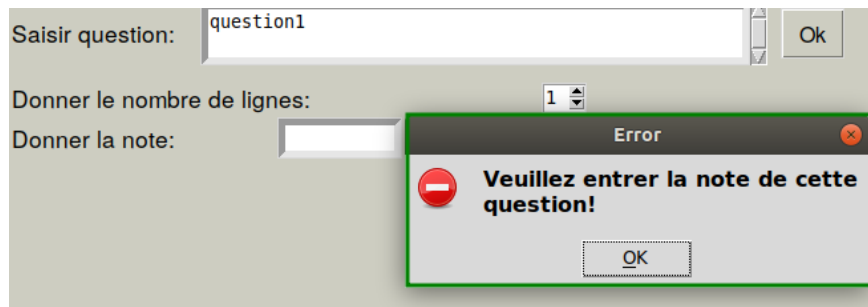 Saisir question:
question1
Ok
Donner le nombre de lignes:
1
Donner la note:
Error
Veuillez entrer la note de cette
question!
OK